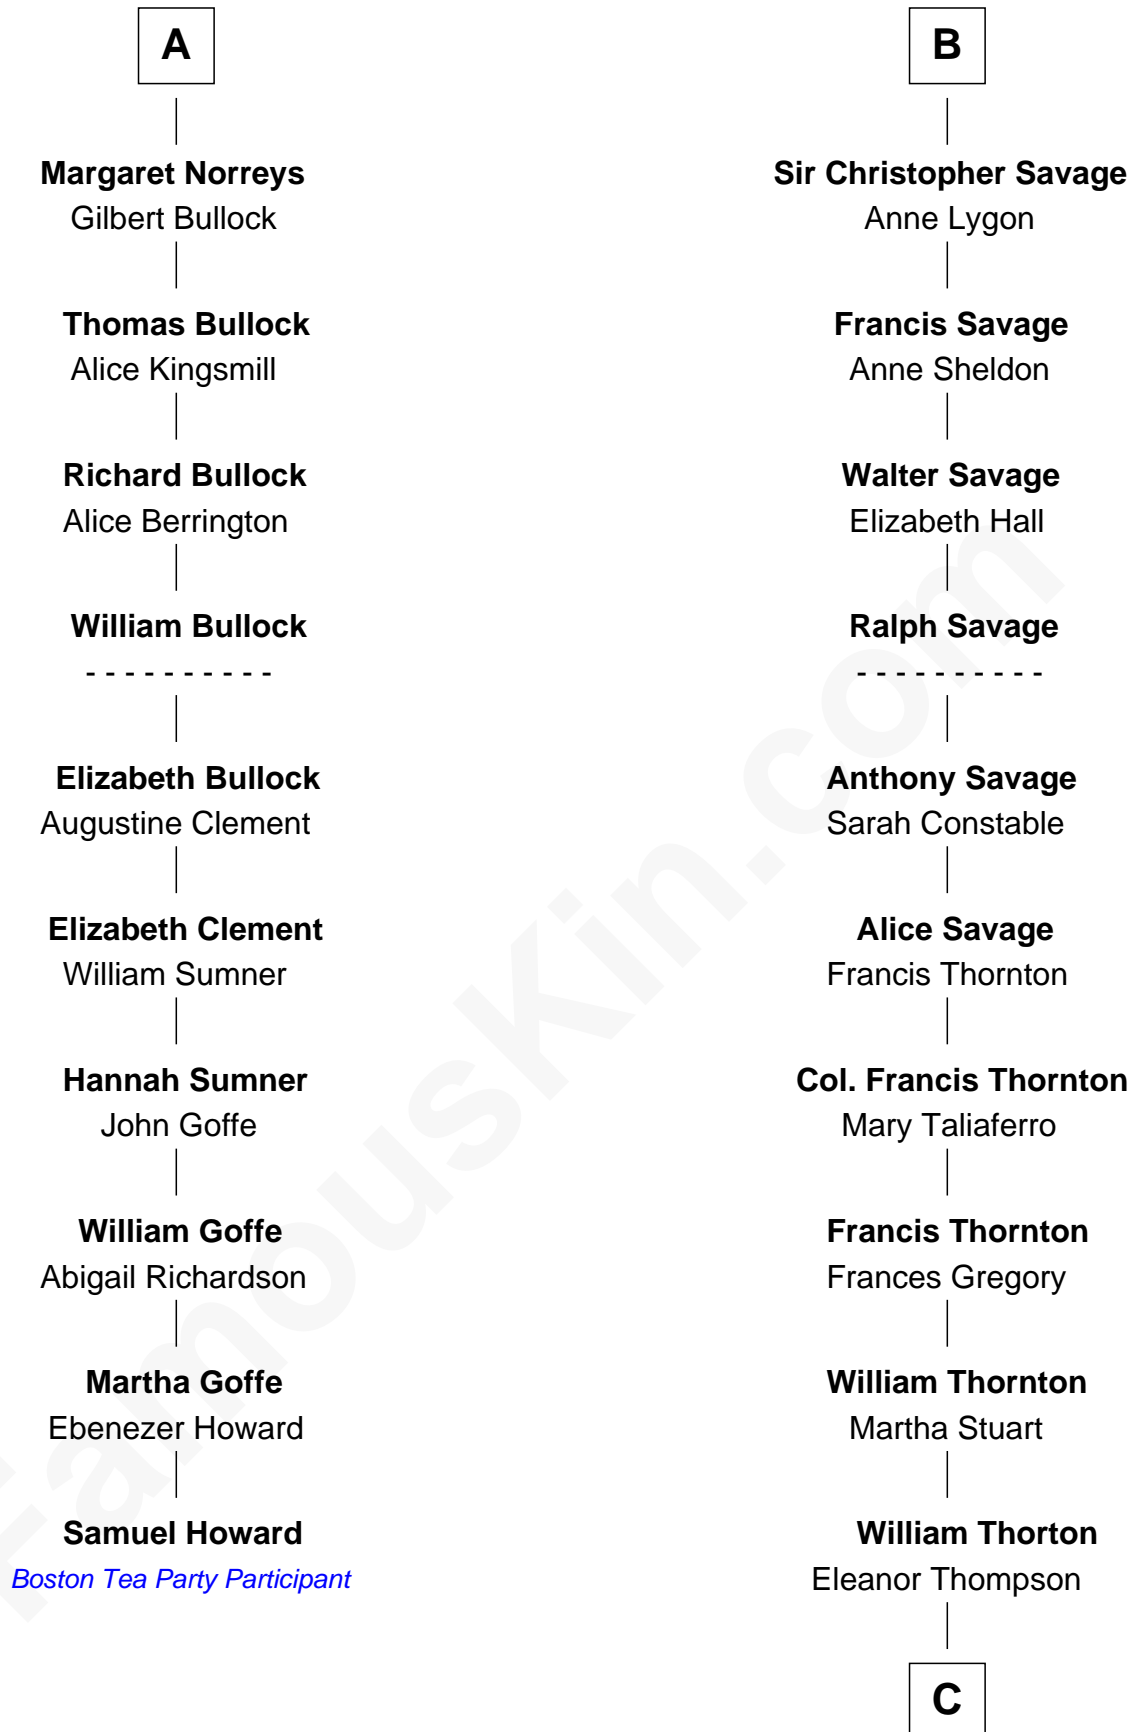 A
Margaret Norreys
Gilbert Bullock
Thomas Bullock
Alice Kingsmill
Richard Bullock
Alice Berrington
William Bullock
- - - - - - - - - -
Elizabeth Bullock
Augustine Clement
Elizabeth Clement
William Sumner
Hannah Sumner
John Goffe
William Goffe
Abigail Richardson
Martha Goffe
Ebenezer Howard
Samuel Howard
Boston Tea Party Participant
B
Sir Christopher Savage
Anne Lygon
Francis Savage
Anne Sheldon
Walter Savage
Elizabeth Hall
Ralph Savage
- - - - - - - - - -
Anthony Savage
Sarah Constable
Alice Savage
Francis Thornton
Col. Francis Thornton
Mary Taliaferro
Francis Thornton
Frances Gregory
William Thornton
Martha Stuart
William Thorton
Eleanor Thompson
C
FamousKin.com